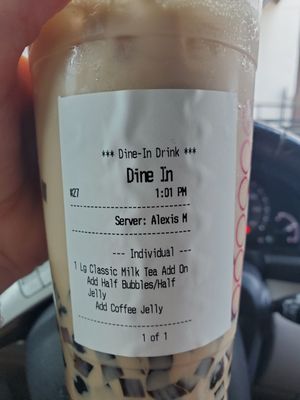 *** Dine-In Drink ***
Dine In
#27 1:01 PM
Server: Alexis M
--- Individual ---
1 Lg Classic Milk Tea Add On
Add Half Bubbles/Half
Jelly
Add Coffee Jelly
1 of 1